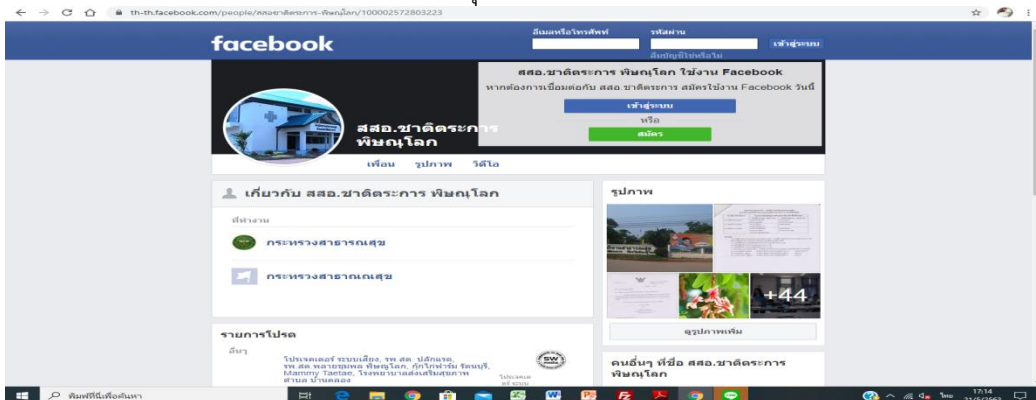 th-th.facebook.com/people/สสอชาติตระการ-พิษณุโลก/100002572803223
facebook
อีเมลหรือโทรศัพท์
รหัสผ่าน
เข้าสู่ระบบ
ลืมบัญชีใช่หรือไม่
สสอ.ชาติตระการ พิษณุโลก ใช้งาน Facebook
หากต้องการเชื่อมต่อกับ สสอ.ชาติตระการ สมัครใช้งาน Facebook วันนี้
เข้าสู่ระบบ
หรือ
สมัคร
สสอ.ชาติตระการ
พิษณุโลก
เพื่อน รูปภาพ วิดีโอ
เกี่ยวกับ สสอ.ชาติตระการ พิษณุโลก
ที่ทำงาน
กระทรวงสาธารณสุข
กระทรวงสาธาณณสุข
รูปภาพ
+44
ดูรูปภาพเพิ่ม
รายการโปรด
อื่นๆ
โปรเจคเตอร์ ระบบเสียง, รพ.สต. ปลักแรด,
รพ.สต.พลายชุมพล พิษณุโลก, กุ๊กไก่ฟาร์ม รัตนบุรี,
Mammy Taetae, โรงพยาบาลส่งเสริมสุขภาพ
ตำบล บ้านคลอง
SW
คนอื่นๆ ที่ชื่อ สสอ.ชาติตระการ
พิษณุโลก
พิมพ์ที่นี่เพื่อค้นหา
ไทย
17:14
21/5/2563